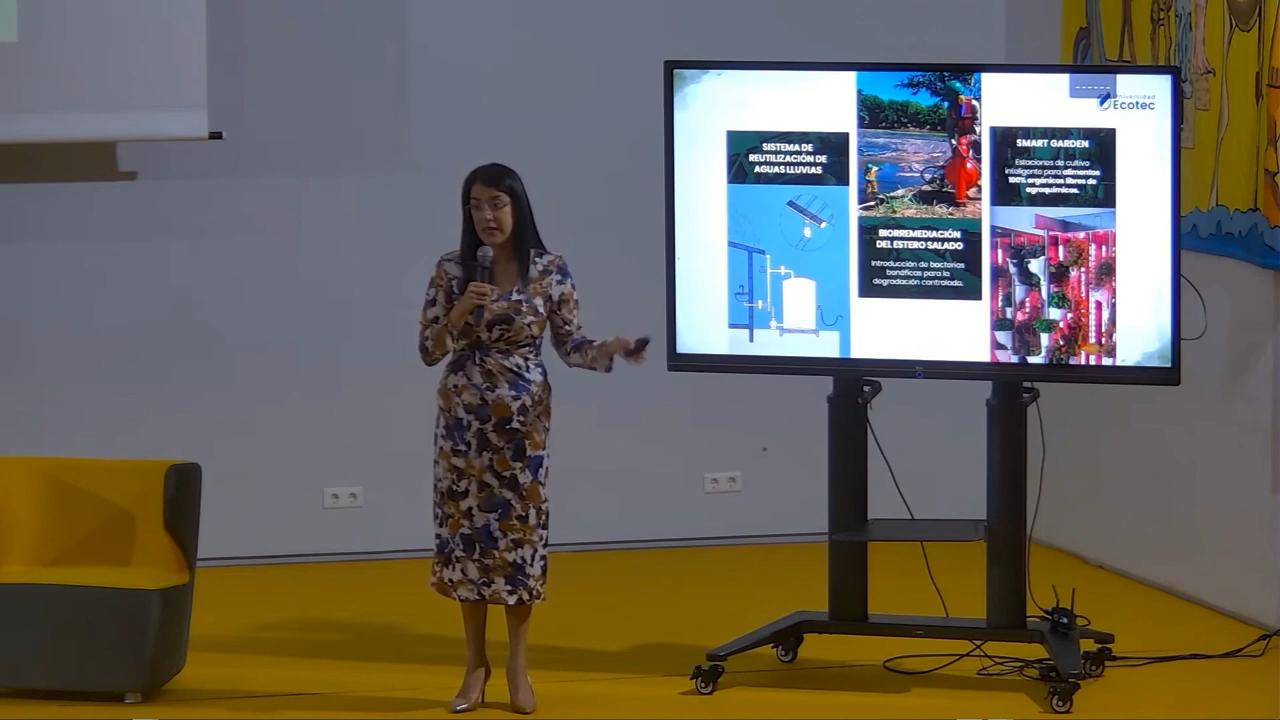 Universidad
Ecotec
SISTEMA DE
REUTILIZACIÓN DE
AGUAS LLUVIAS
BIORREMEDIACIÓN
DEL ESTERO SALADO
Introducción de bacterias
benéficas para la
degradación controlada.
SMART GARDEN
Estaciones de cultivo
inteligente para alimentos
100% orgánicos libres de
agroquímicos.